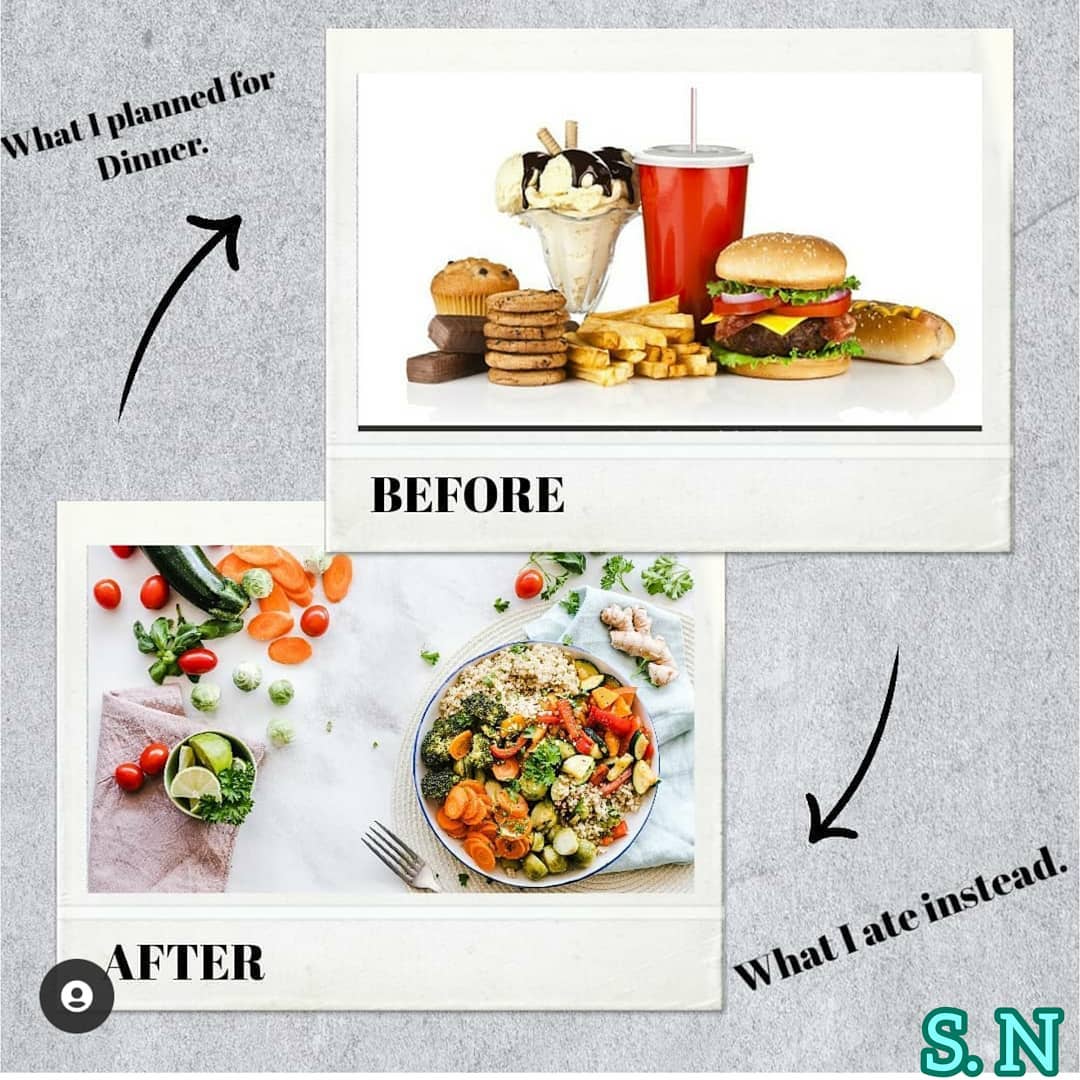 What I planned for
Dinner.
BEFORE
AFTER
What I ate instead.
S.N